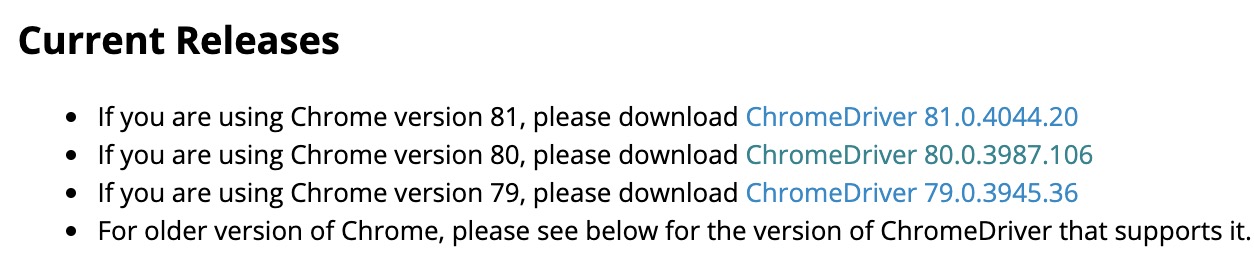 Current Releases
• If you are using Chrome version 81, please download ChromeDriver 81.0.4044.20
• If you are using Chrome version 80, please download ChromeDriver 80.0.3987.106
• If you are using Chrome version 79, please download ChromeDriver 79.0.3945.36
• For older version of Chrome, please see below for the version of ChromeDriver that supports it.